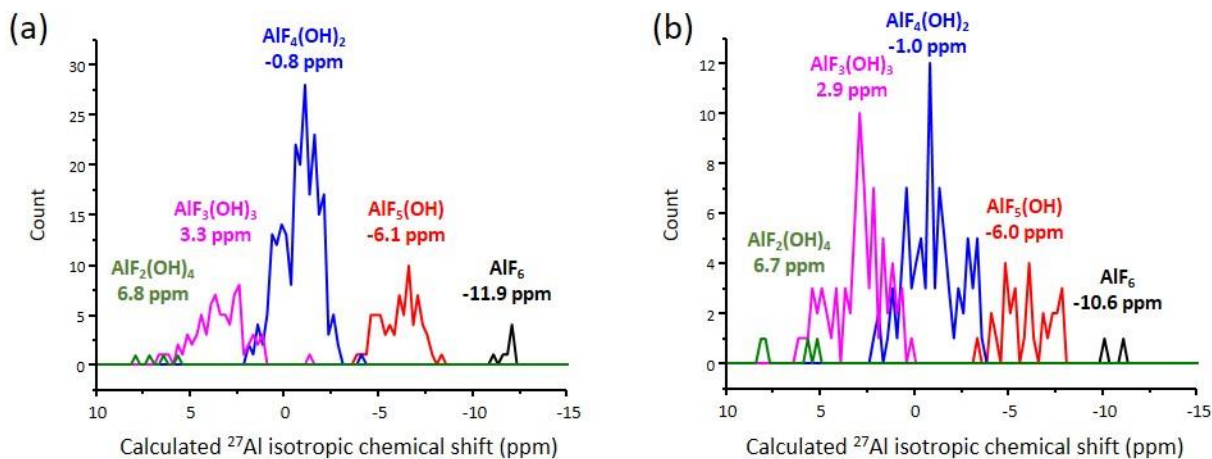 (a)
AlF₄(OH)₂
-0.8 ppm
AlF₃(OH)₃
3.3 ppm
AlF₅(OH)
-6.1 ppm
AlF₂(OH)₄
6.8 ppm
AlF₆
-11.9 ppm
Count
30
25
20
15
10
5
0
10 5 0 -5 -10 -15
Calculated ²⁷Al isotropic chemical shift (ppm)
(b)
AlF₄(OH)₂
-1.0 ppm
AlF₃(OH)₃
2.9 ppm
AlF₅(OH)
-6.0 ppm
AlF₂(OH)₄
6.7 ppm
AlF₆
-10.6 ppm
Count
12
10
8
6
4
2
0
10 5 0 -5 -10 -15
Calculated ²⁷Al isotropic chemical shift (ppm)